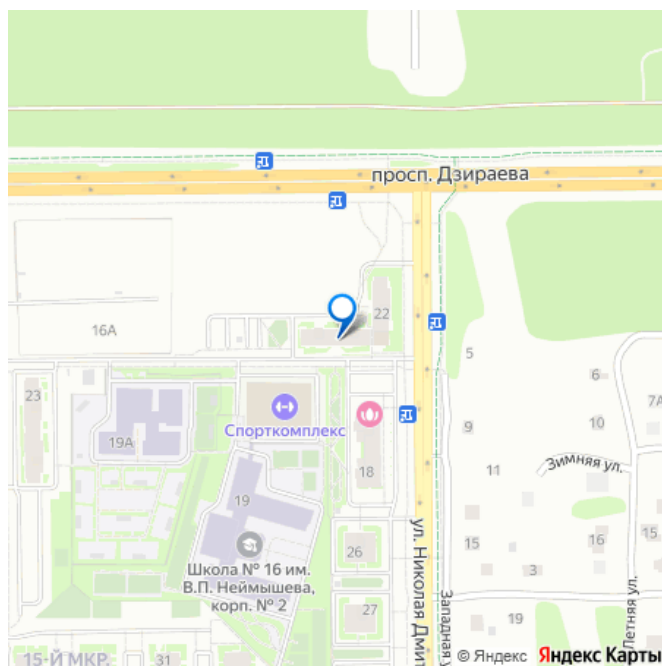 просп. Дзираева
22
16А
5
23
6
7А
Спорткомплекс
9
10
19А
18
11
Зимняя ул.
19
15
16
26
3
Школа № 16 им.
В.П. Неймышева,
корп. № 2
ул. Николая Дмит
27
19
Западная у
Летняя ул.
15-Й МКР.
31
© Яндекс Яндекс Карты